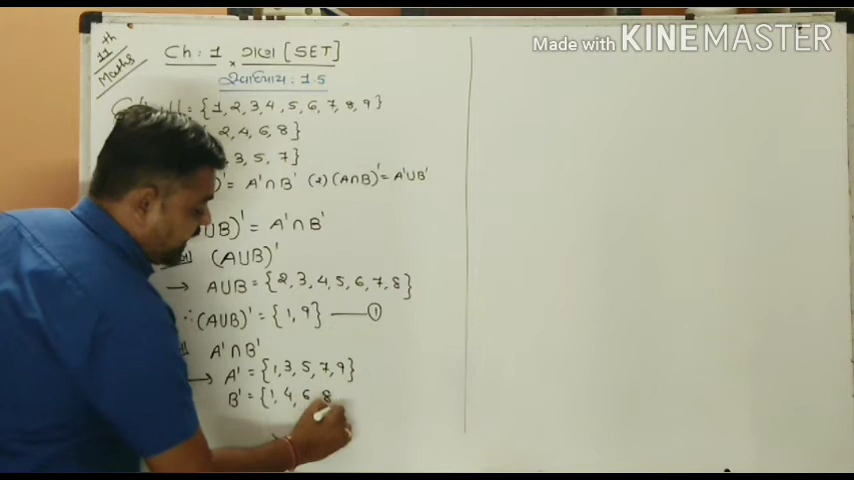 11th
Maths
Ch : 1 ગણ [SET]
સ્વાધ્યાય : 1.5
= {1, 2, 3, 4, 5, 6, 7, 8, 9}
2, 4, 6, 8}
, 3, 5, 7}
)' = A'∩B' (2) (A∩B)' = A'UB'
UB)' = A'∩B'
(AUB)'
→ AUB = {2, 3, 4, 5, 6, 7, 8}
∴ (AUB)' = {1, 9} —— ①
A'∩B'
→ A' = {1, 3, 5, 7, 9}
B' = {1, 4, 6, 8
Made with KINEMASTER